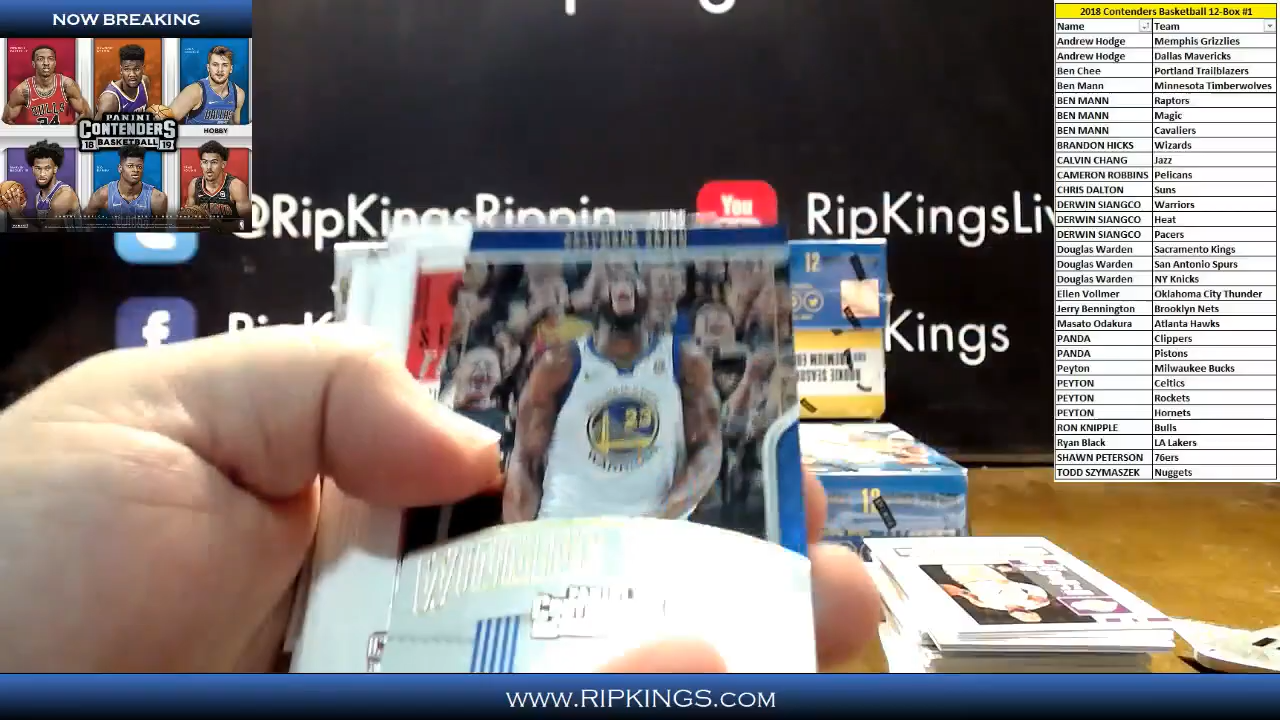 NOW BREAKING
PANINI
CONTENDERS
18 BASKETBALL 19
HOBBY
@RipKingsRippin
You
RipKingsLiv
Kings
12
WWW.RIPKINGS.COM
2018 Contenders Basketball 12-Box #1
Name Team
Andrew Hodge Memphis Grizzlies
Andrew Hodge Dallas Mavericks
Ben Chee Portland Trailblazers
Ben Mann Minnesota Timberwolves
BEN MANN Raptors
BEN MANN Magic
BEN MANN Cavaliers
BRANDON HICKS Wizards
CALVIN CHANG Jazz
CAMERON ROBBINS Pelicans
CHRIS DALTON Suns
DERWIN SIANGCO Warriors
DERWIN SIANGCO Heat
DERWIN SIANGCO Pacers
Douglas Warden Sacramento Kings
Douglas Warden San Antonio Spurs
Douglas Warden NY Knicks
Ellen Vollmer Oklahoma City Thunder
Jerry Bennington Brooklyn Nets
Masato Odakura Atlanta Hawks
PANDA Clippers
PANDA Pistons
Peyton Milwaukee Bucks
PEYTON Celtics
PEYTON Rockets
PEYTON Hornets
RON KNIPPLE Bulls
Ryan Black LA Lakers
SHAWN PETERSON 76ers
TODD SZYMASZEK Nuggets